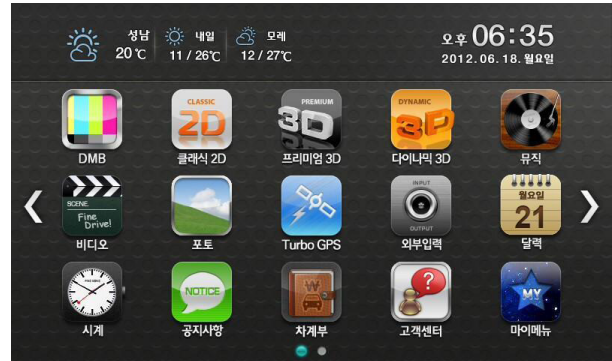 성남
20℃
내일
11 / 26℃
모레
12 / 27℃
오후 06:35
2012. 06. 18. 월요일
DMB
CLASSIC
2D
클래식 2D
PREMIUM
3D
프리미엄 3D
DYNAMIC
3D
다이나믹 3D
뮤직
SCENE.
Fine
Drive!
비디오
포토
Turbo GPS
INPUT
OUTPUT
외부입력
월요일
21
달력
시계
NOTICE
공지사항
W
차계부
?
고객센터
MY
마이메뉴